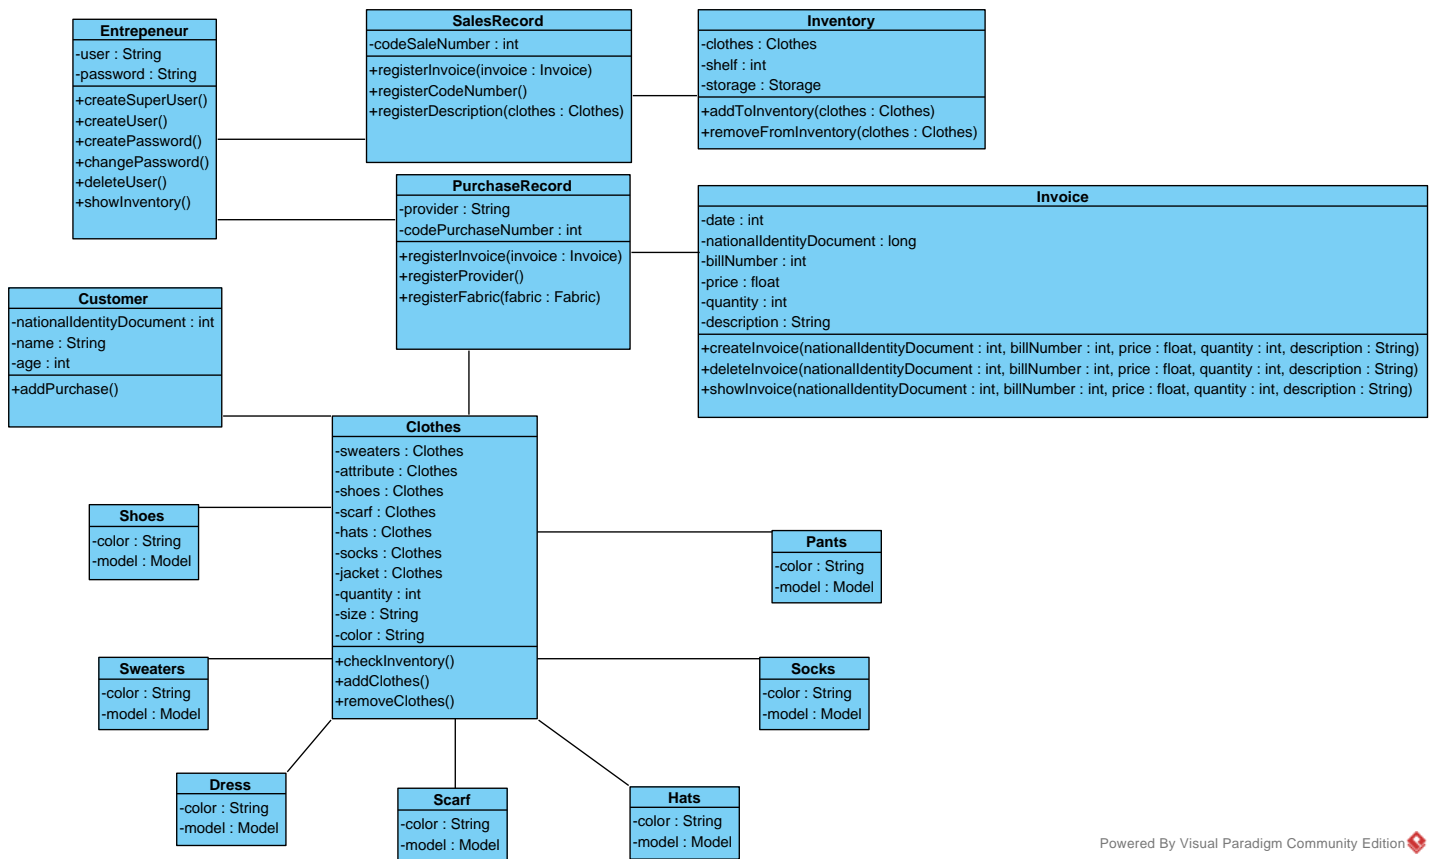 Entrepeneur
-user : String
-password : String
+createSuperUser()
+createUser()
+createPassword()
+changePassword()
+deleteUser()
+showInventory()
SalesRecord
-codeSaleNumber : int
+registerInvoice(invoice : Invoice)
+registerCodeNumber()
+registerDescription(clothes : Clothes)
Inventory
-clothes : Clothes
-shelf : int
-storage : Storage
+addToInventory(clothes : Clothes)
+removeFromInventory(clothes : Clothes)
PurchaseRecord
-provider : String
-codePurchaseNumber : int
+registerInvoice(invoice : Invoice)
+registerProvider()
+registerFabric(fabric : Fabric)
Invoice
-date : int
-nationalIdentityDocument : long
-billNumber : int
-price : float
-quantity : int
-description : String
+createInvoice(nationalIdentityDocument : int, billNumber : int, price : float, quantity : int, description : String)
+deleteInvoice(nationalIdentityDocument : int, billNumber : int, price : float, quantity : int, description : String)
+showInvoice(nationalIdentityDocument : int, billNumber : int, price : float, quantity : int, description : String)
Customer
-nationalIdentityDocument : int
-name : String
-age : int
+addPurchase()
Clothes
-sweaters : Clothes
-attribute : Clothes
-shoes : Clothes
-scarf : Clothes
-hats : Clothes
-socks : Clothes
-jacket : Clothes
-quantity : int
-size : String
-color : String
+checkInventory()
+addClothes()
+removeClothes()
Shoes
-color : String
-model : Model
Pants
-color : String
-model : Model
Sweaters
-color : String
-model : Model
Socks
-color : String
-model : Model
Dress
-color : String
-model : Model
Scarf
-color : String
-model : Model
Hats
-color : String
-model : Model
Powered By Visual Paradigm Community Edition